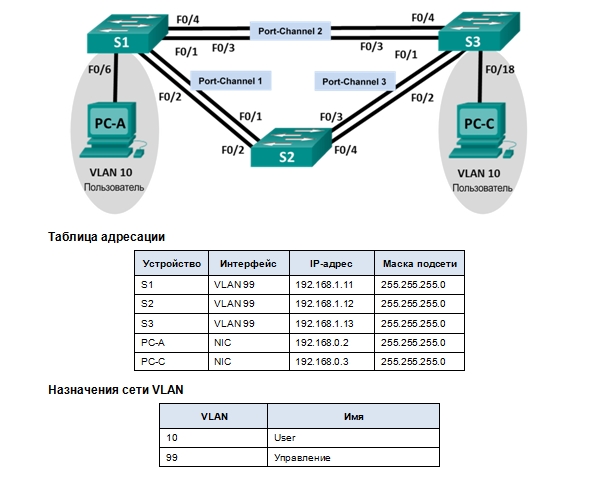 F0/4
Port-Channel 2
F0/4
S1
F0/1
F0/3
F0/3
F0/1
S3
F0/6
Port-Channel 1
Port-Channel 3
F0/18
F0/2
F0/1
F0/3
F0/2
PC-A
F0/2
S2
F0/4
PC-C
VLAN 10
Пользователь
VLAN 10
Пользователь
Таблица адресации
Устройство Интерфейс IP-адрес Маска подсети
S1 VLAN 99 192.168.1.11 255.255.255.0
S2 VLAN 99 192.168.1.12 255.255.255.0
S3 VLAN 99 192.168.1.13 255.255.255.0
PC-A NIC 192.168.0.2 255.255.255.0
PC-C NIC 192.168.0.3 255.255.255.0
Назначения сети VLAN
VLAN Имя
10 User
99 Управление